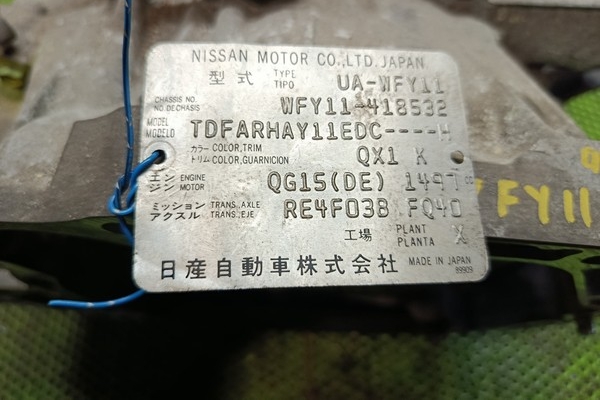 NISSAN MOTOR CO.,LTD.JAPAN
型式 TYPE TIPO UA-WFY11
CHASSIS NO. NO.DECHASIS WFY11-418532
MODEL MODELO TDFARHAY11EDC----H
カラー COLOR,TRIM
トリム COLOR,GUARNICION QX1 K
エンジン ENGINE MOTOR QG15(DE) 1497cc
ミッション TRANS.,AXLE
アクスル TRANS.,EJE RE4F03B FQ40
工場 PLANT PLANTA X
日産自動車株式会社 MADE IN JAPAN
89909
FY11